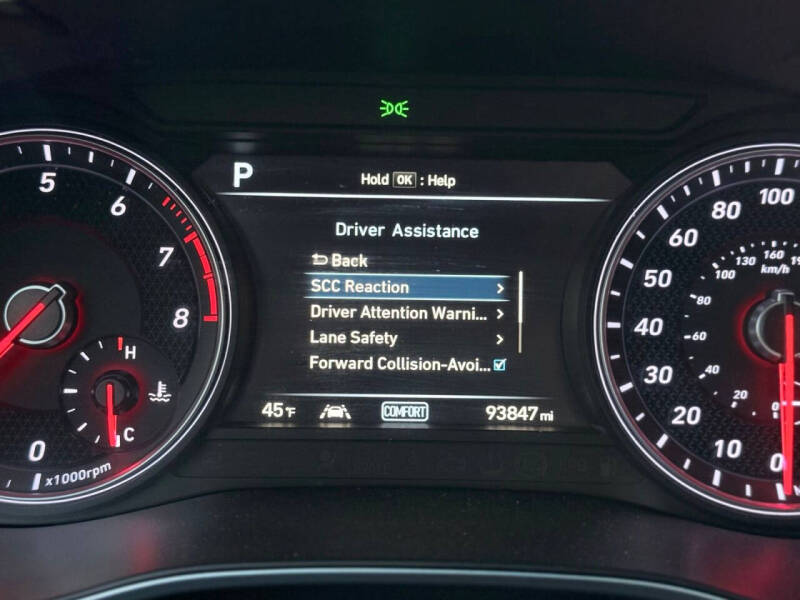 P
Hold OK : Help
Driver Assistance
Back
SCC Reaction
Driver Attention Warni...
Lane Safety
Forward Collision-Avoi...
45°F
COMFORT
93847 mi
5
6
7
8
0
x1000rpm
H
C
100
80
60
50
40
30
20
10
0
160
130
100
80
60
40
20
0
km/h